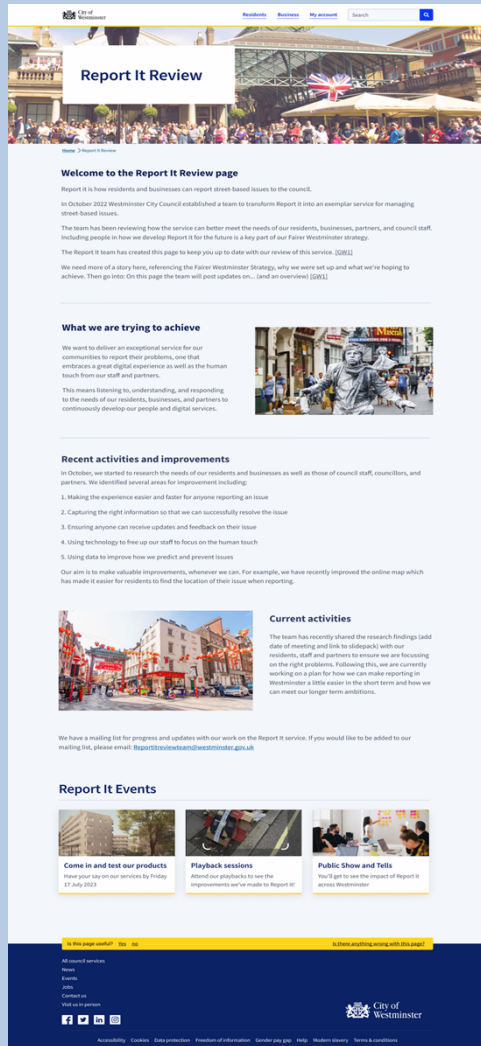 City of
Westminster
Residents Business My account Search
Report It Review
Home > Report It Review
Welcome to the Report It Review page
Report it is how residents and businesses can report street-based issues to the council.
In October 2022 Westminster City Council established a team to transform Report it into an exemplar service for managing
street-based issues.
The team has been reviewing how the service can better meet the needs of our residents, businesses, partners, and council staff.
Including people in how we develop Report It for the future is a key part of our Fairer Westminster strategy.
The Report It team has created this page to keep you up to date with our review of this service. [GW1]
We need more of a story here, referencing the Fairer Westminster Strategy, why we were set up and what we're hoping to
achieve. Then go into: On this page the team will post updates on... (and an overview) [GW1]
What we are trying to achieve
We want to deliver an exceptional service for our
communities to report their problems, one that
embraces a great digital experience as well as the human
touch from our staff and partners.
This means listening to, understanding, and responding
to the needs of our residents, businesses, and partners to
continuously develop our people and digital services.
Recent activities and improvements
In October, we started to research the needs of our residents and businesses as well as those of council staff, councillors, and
partners. We identified several areas for improvement including:
1. Making the experience easier and faster for anyone reporting an issue
2. Capturing the right information so that we can successfully resolve the issue
3. Ensuring anyone can receive updates and feedback on their issue
4. Using technology to free up our staff to focus on the human touch
5. Using data to improve how we predict and prevent issues
Our aim is to make valuable improvements, whenever we can. For example, we have recently improved the online map which
has made it easier for residents to find the location of their issue when reporting.
Current activities
The team has recently shared the research findings (add
date of meeting and link to slidepack) with our
residents, staff and partners to ensure we are focussing
on the right problems. Following this, we are currently
working on a plan for how we can make reporting in
Westminster a little easier in the short term and how we
can meet our longer term ambitions.
We have a mailing list for progress and updates with our work on the Report It service. If you would like to be added to our
mailing list, please email: Reportitreviewteam@westminster.gov.uk
Report It Events
Come in and test our products
Have your say on our services by Friday
17 July 2023
Playback sessions
Attend our playbacks to see the
improvements we've made to Report It!
Public Show and Tells
You'll get to see the impact of Report it
across Westminster
Is this page useful? Yes no
Is there anything wrong with this page?
All council services
News
Events
Jobs
Contact us
Visit us in person
City of
Westminster
Accessibility Cookies Data protection Freedom of information Gender pay gap Help Modern slavery Terms & conditions